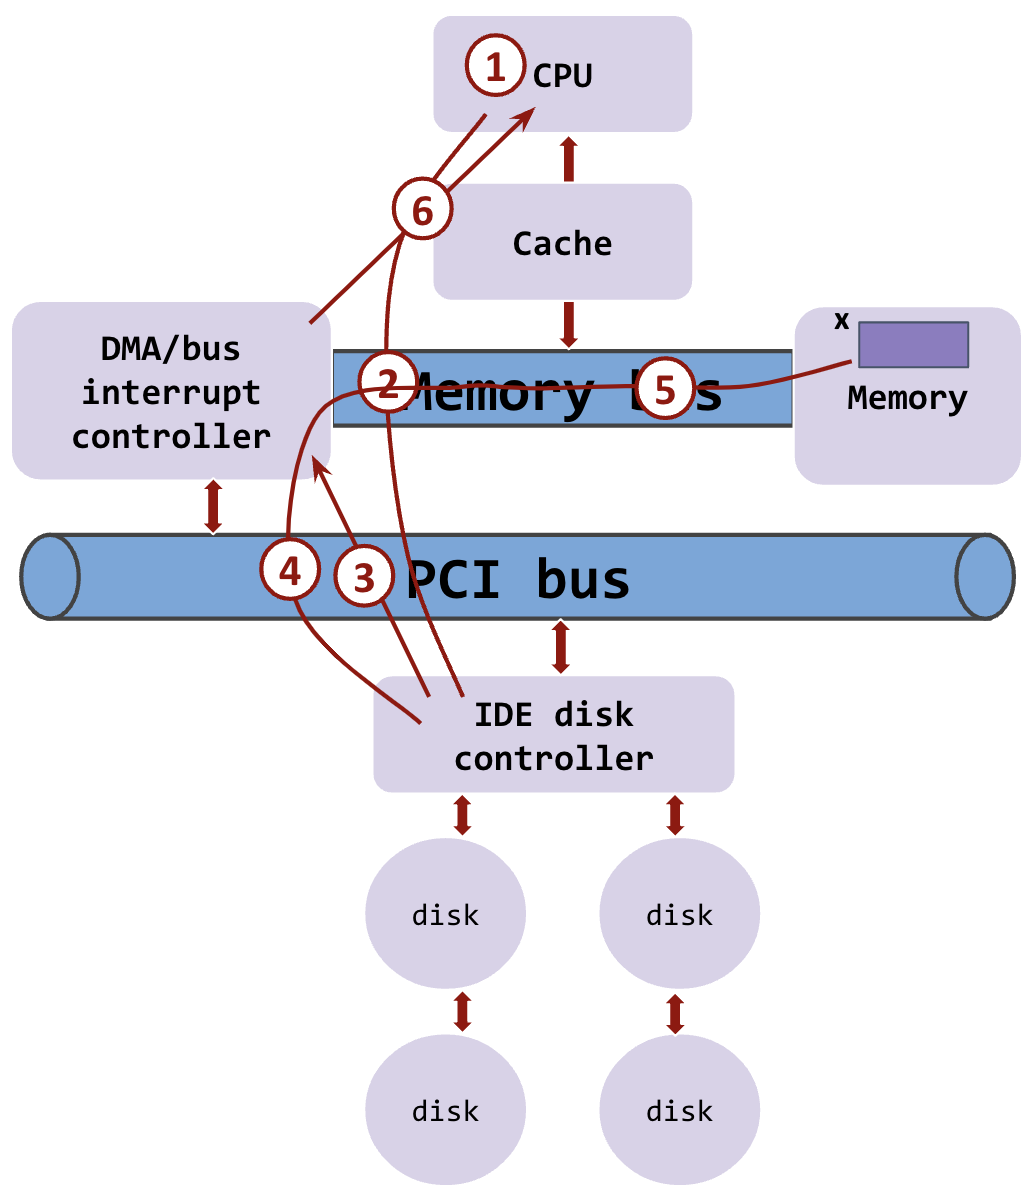 1
CPU
6
Cache
x
DMA/bus
interrupt
controller
2
Memory bus
5
Memory
4
3
PCI bus
IDE disk
controller
disk
disk
disk
disk